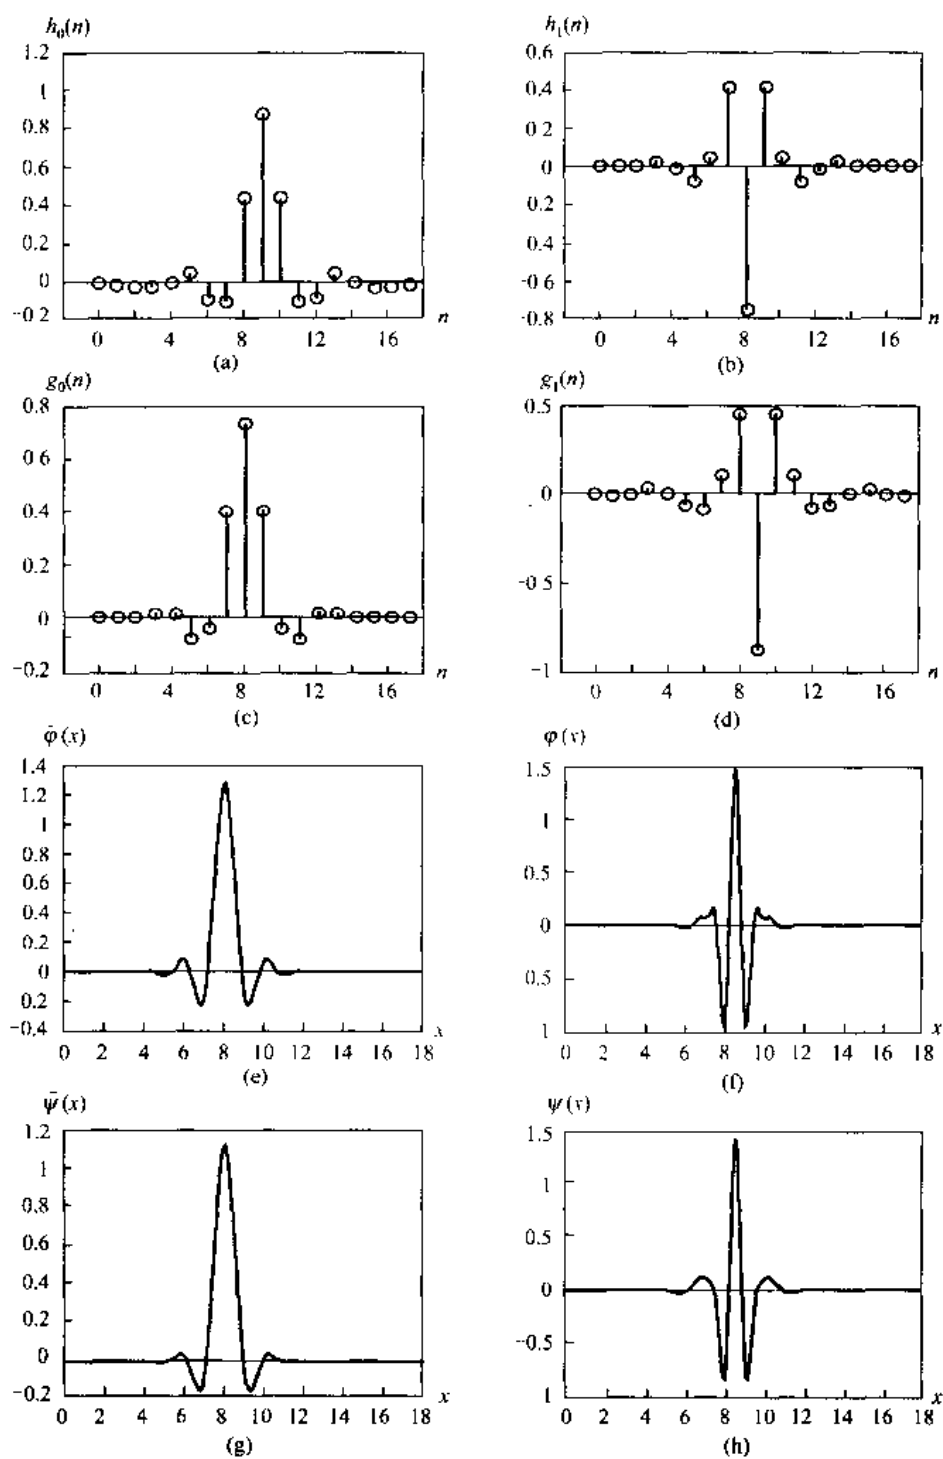 h₀(n)
1.2
1
0.8
0.6
0.4
0.2
0
-0.2
0 4 8 12 16 n
(a)
h₁(n)
0.6
0.4
0.2
0
0.2
0.4
-0.6
-0.8
0 4 8 12 16 n
(b)
g₀(n)
0.8
0 6
0.4
0.2
0
-0.2
0 4 8 12 16 n
(c)
g₁(n)
0.5
0
-0 5
-1
0 4 8 12 16 n
(d)
φ̃(x)
1.4
1.2
1
0.8
0.6
0.4
0.2
0
0.2
-0.4
0 2 4 6 8 10 12 14 16 18 x
(e)
φ(x)
1.5
1
0.5
0
0.5
1
0 2 4 6 8 10 12 14 16 18 x
(f)
ψ̃(x)
1.2
1
0.8
0.6
0.4
0.2
0
-0.2
0 2 4 6 8 10 12 14 16 18 x
(g)
ψ(x)
1.5
1
0.5
0
-0.5
1
0 2 4 6 8 10 12 14 16 18 x
(h)